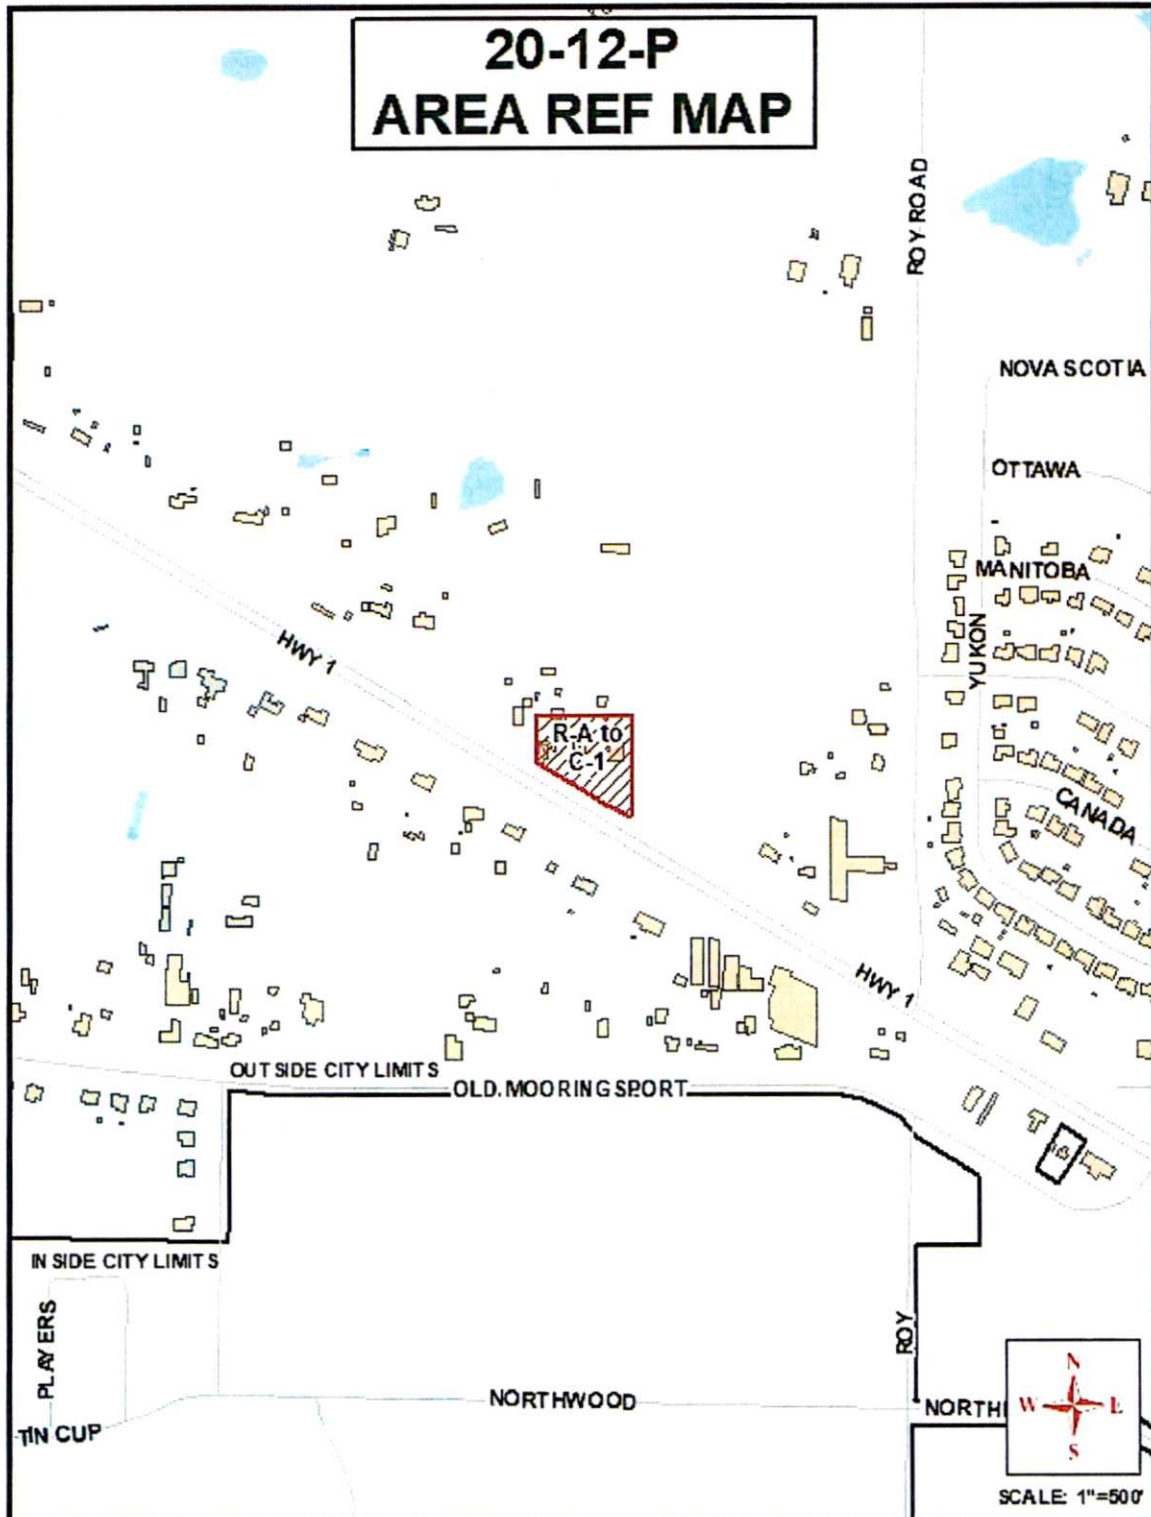 20-12-P
AREA REF MAP
ROY ROAD
NOVA SCOTIA
OTTAWA
MANITOBA
YUKON
HWY 1
R-A to
C-1
CANADA
HWY 1
OUTSIDE CITY LIMITS
OLD MOORINGSPORT
INSIDE CITY LIMITS
PLAYERS
ROY
NORTHWOOD
TIN CUP
N
W E
S
SCALE: 1"=500'